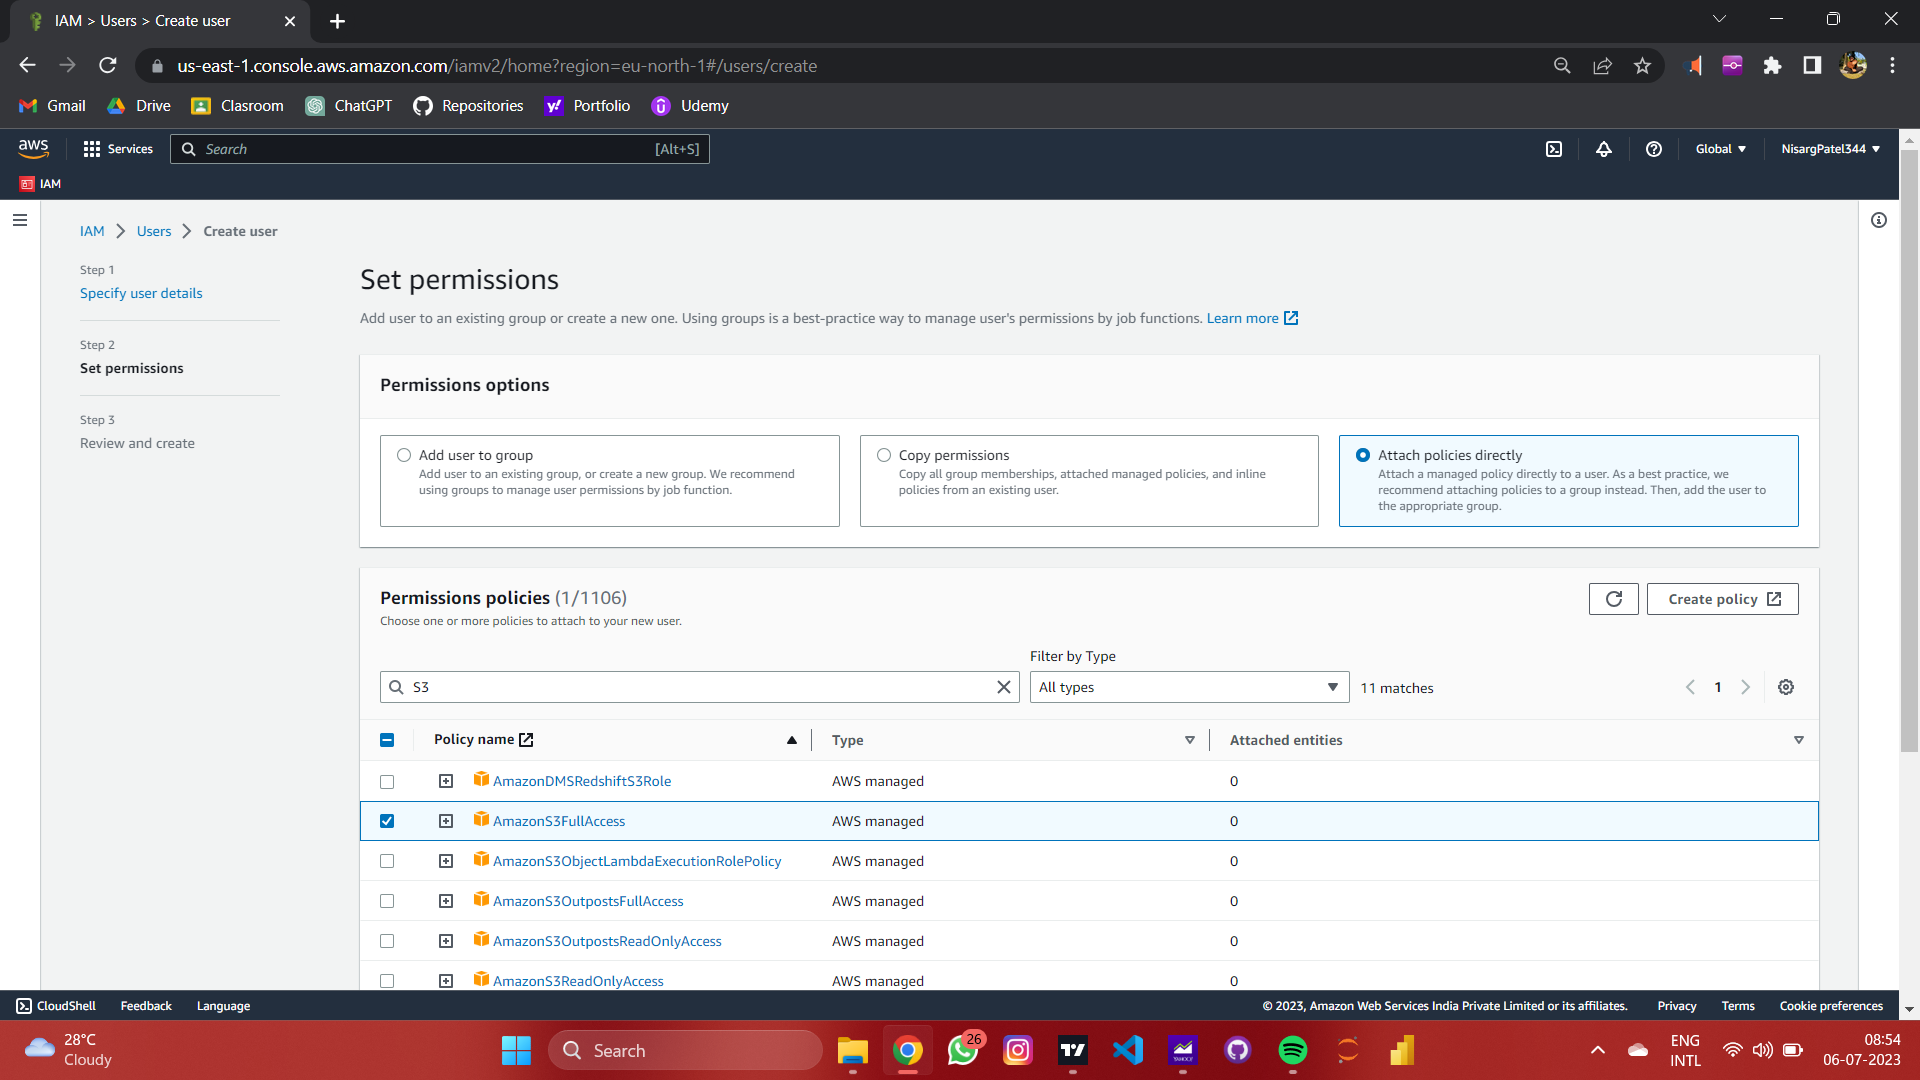 IAM > Users > Create user
us-east-1.console.aws.amazon.com/iamv2/home?region=eu-north-1#/users/create
Gmail Drive Clasroom ChatGPT Repositories Portfolio Udemy
aws Services Search [Alt+S] Global NisargPatel344
IAM
IAM Users Create user
Step 1
Specify user details
Step 2
Set permissions
Step 3
Review and create
Set permissions
Add user to an existing group or create a new one. Using groups is a best-practice way to manage user's permissions by job functions. Learn more
Permissions options
Add user to group
Add user to an existing group, or create a new group. We recommend
using groups to manage user permissions by job function.
Copy permissions
Copy all group memberships, attached managed policies, and inline
policies from an existing user.
Attach policies directly
Attach a managed policy directly to a user. As a best practice, we
recommend attaching policies to a group instead. Then, add the user to
the appropriate group.
Permissions policies (1/1106)
Choose one or more policies to attach to your new user.
Create policy
Filter by Type
S3 All types 11 matches 1
Policy name Type Attached entities
AmazonDMSRedshiftS3Role AWS managed 0
AmazonS3FullAccess AWS managed 0
AmazonS3ObjectLambdaExecutionRolePolicy AWS managed 0
AmazonS3OutpostsFullAccess AWS managed 0
AmazonS3OutpostsReadOnlyAccess AWS managed 0
AmazonS3ReadOnlyAccess AWS managed 0
CloudShell Feedback Language © 2023, Amazon Web Services India Private Limited or its affiliates. Privacy Terms Cookie preferences
28°C
Cloudy
Search
26
ENG
INTL
08:54
06-07-2023